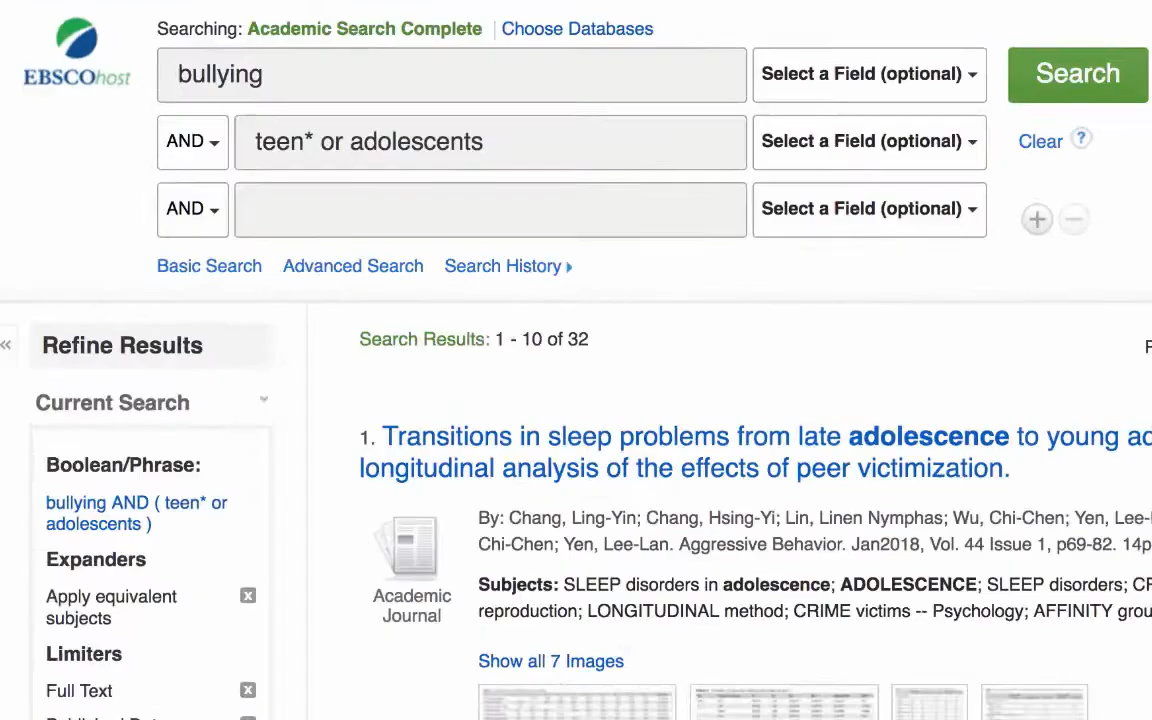 Searching: Academic Search Complete | Choose Databases
EBSCOhost
bullying
Select a Field (optional)
Search
AND
teen* or adolescents
Select a Field (optional)
Clear ?
AND
Select a Field (optional)
Basic Search Advanced Search Search History
Refine Results
Search Results: 1 - 10 of 32
Current Search
Boolean/Phrase:
bullying AND ( teen* or
adolescents )
Expanders
Apply equivalent
subjects
Limiters
Full Text
1. Transitions in sleep problems from late adolescence to young
longitudinal analysis of the effects of peer victimization.
By: Chang, Ling-Yin; Chang, Hsing-Yi; Lin, Linen Nymphas; Wu, Chi-Chen; Yen, Lee-
Chi-Chen; Yen, Lee-Lan. Aggressive Behavior. Jan2018, Vol. 44 Issue 1, p69-82. 14p
Academic
Journal
Subjects: SLEEP disorders in adolescence; ADOLESCENCE; SLEEP disorders;
reproduction; LONGITUDINAL method; CRIME victims -- Psychology; AFFINITY
Show all 7 Images